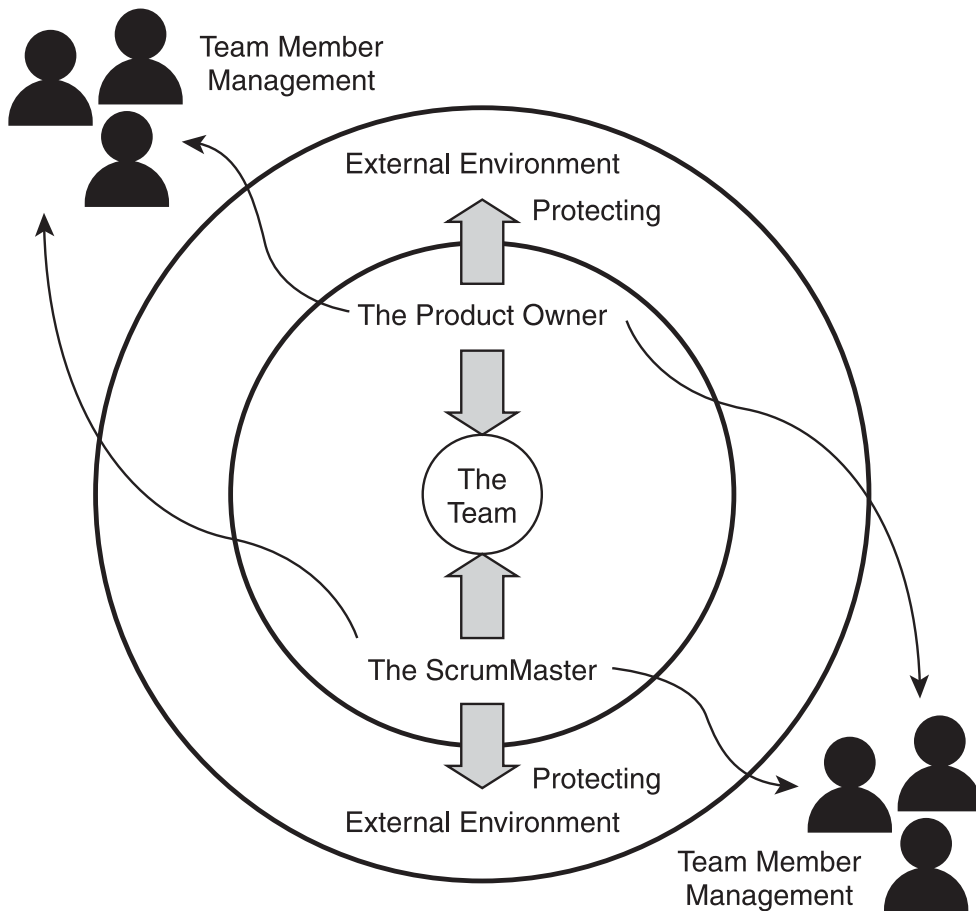 Team Member
Management
External Environment
Protecting
The Product Owner
The
Team
The ScrumMaster
Protecting
External Environment
Team Member
Management